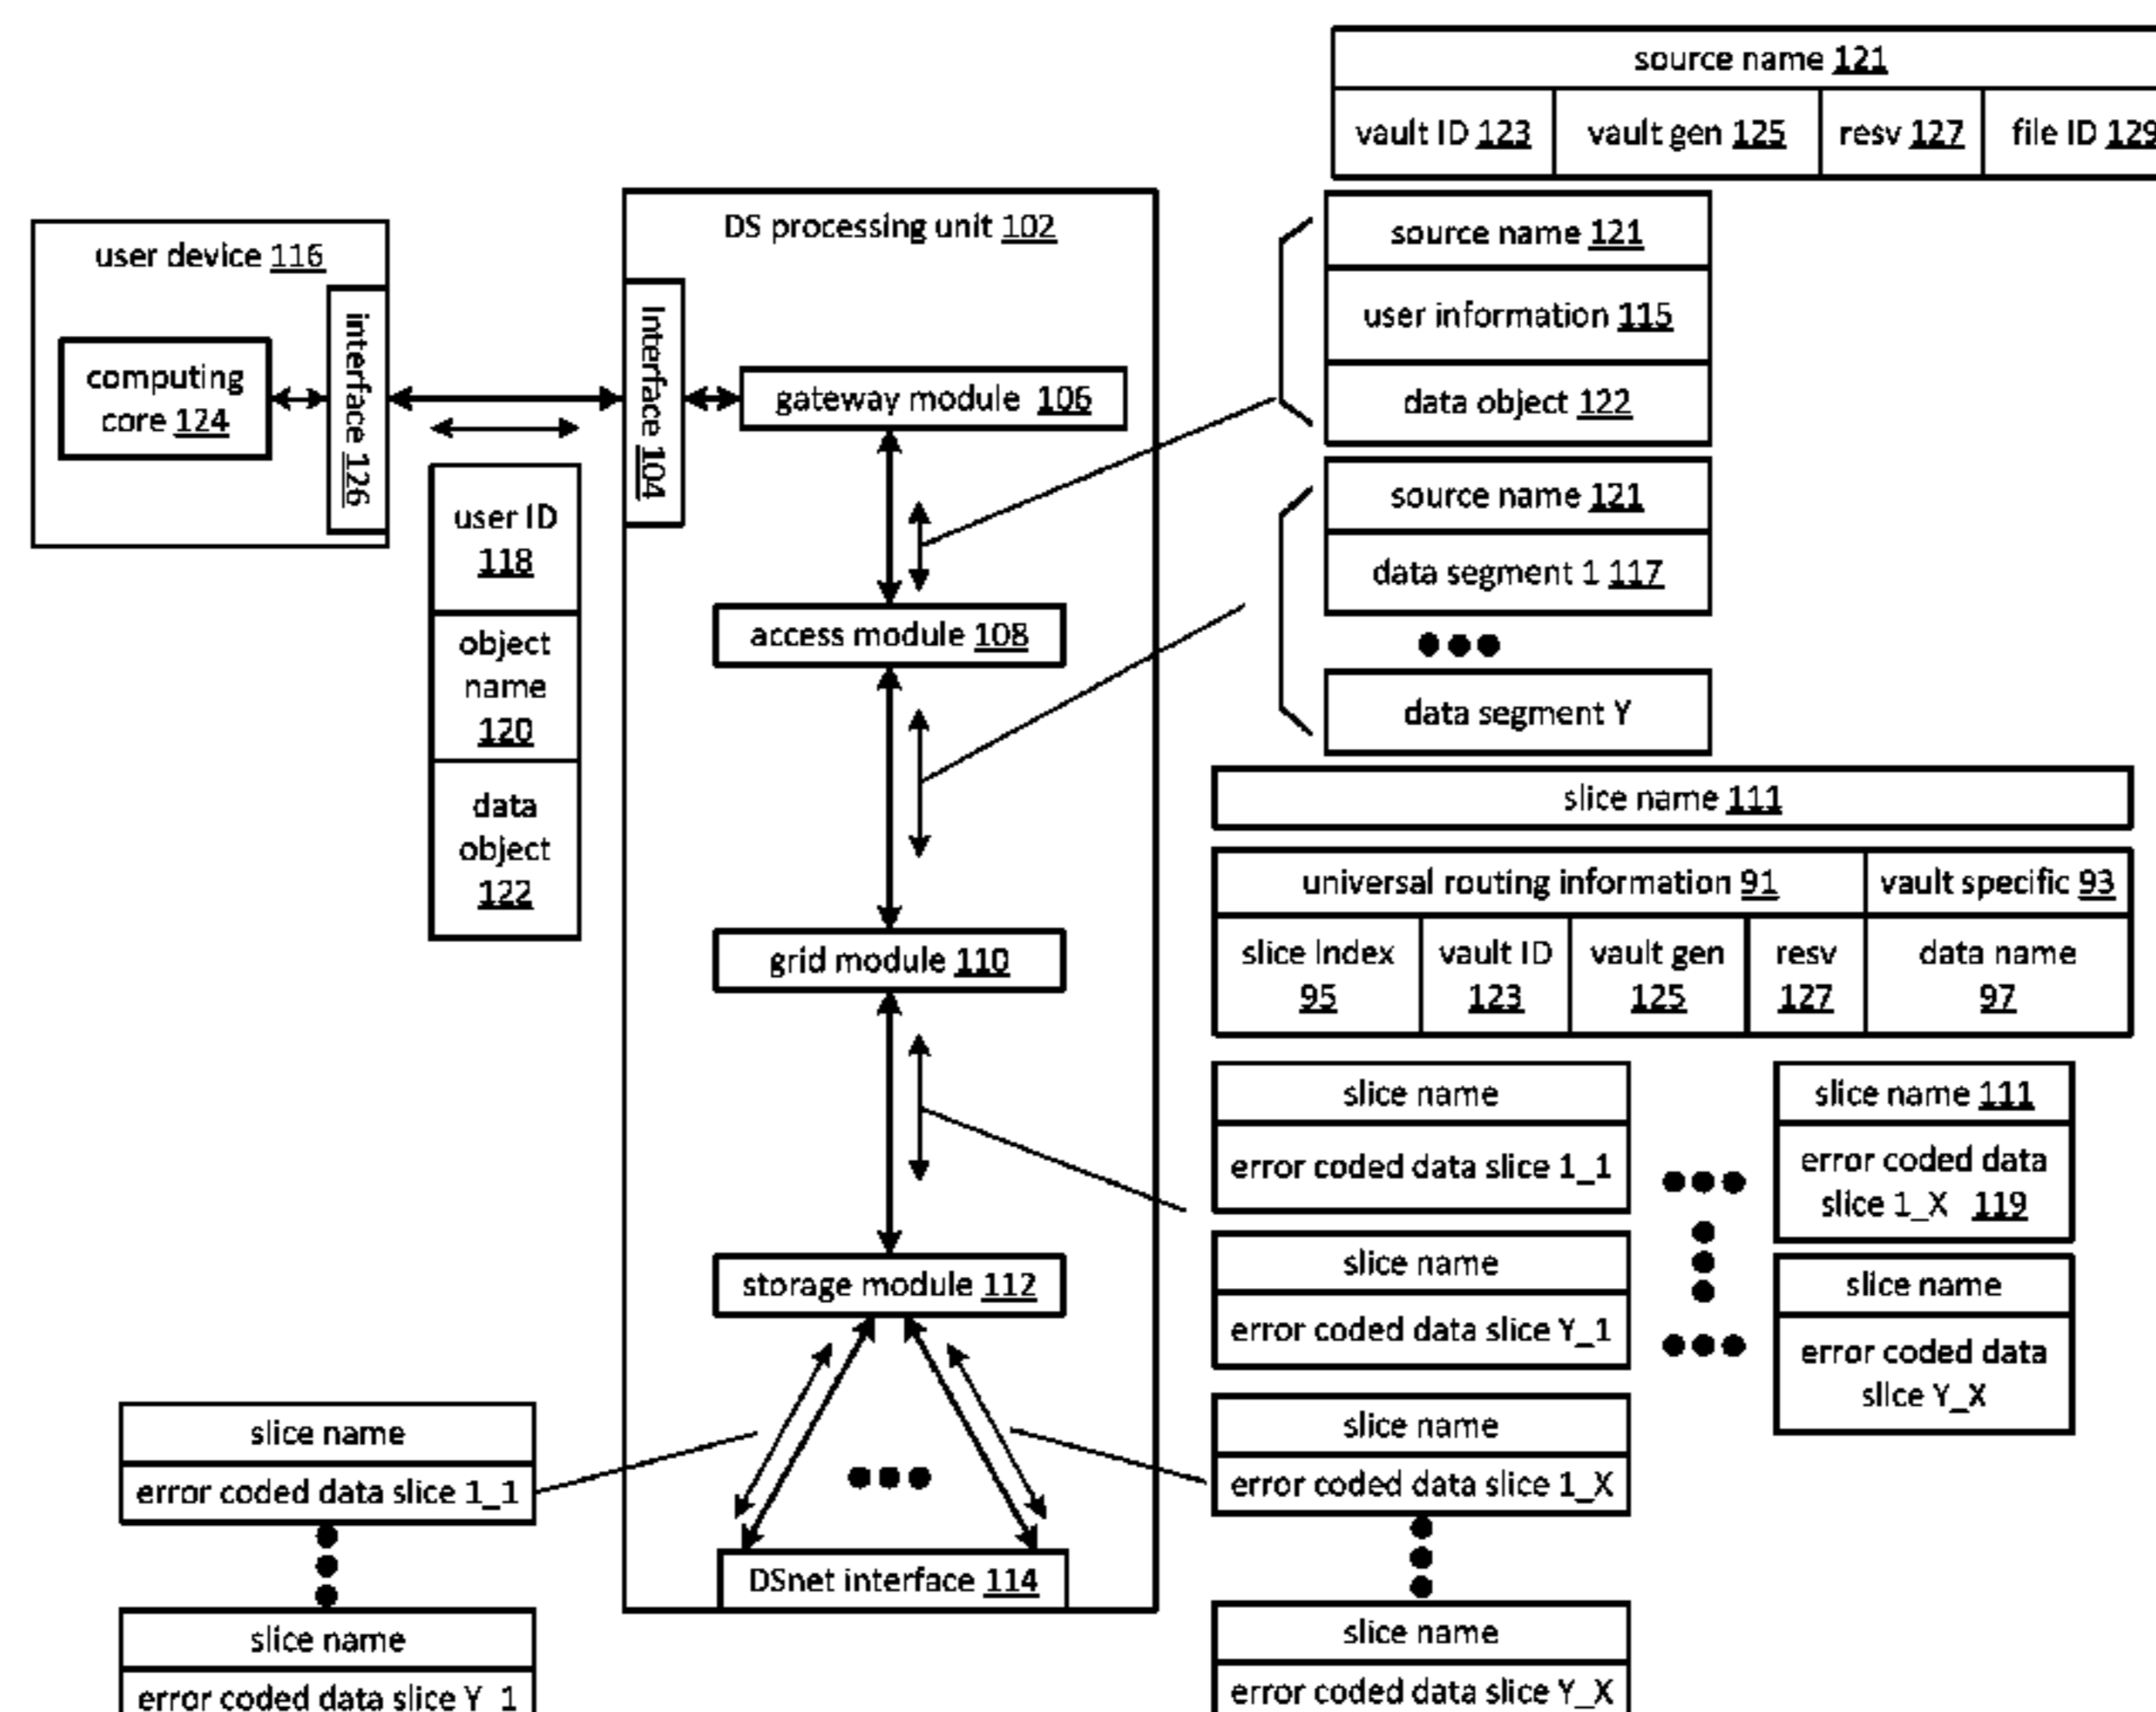 source name 121
vault ID 123
vault gen 125
resv 127
file ID 129
user device 116
computing
core 124
interface 126
user ID
118
object
name
120
data
object
122
DS processing unit 102
Interface 104
gateway module 106
access module 108
grid module 110
storage module 112
DSnet interface 114
source name 121
user information 115
data object 122
source name 121
data segment 1 117
data segment Y
slice name 111
universal routing information 91
vault specific 93
slice Index
95
vault ID
123
vault gen
125
resv
127
data name
97
slice name
error coded data slice 1_1
slice name 111
error coded data
slice 1_X 119
slice name
error coded data slice Y_1
slice name
error coded data
slice Y_X
slice name
error coded data slice 1_1
slice name
error coded data slice Y_1
slice name
error coded data slice 1_X
slice name
error coded data slice Y_X